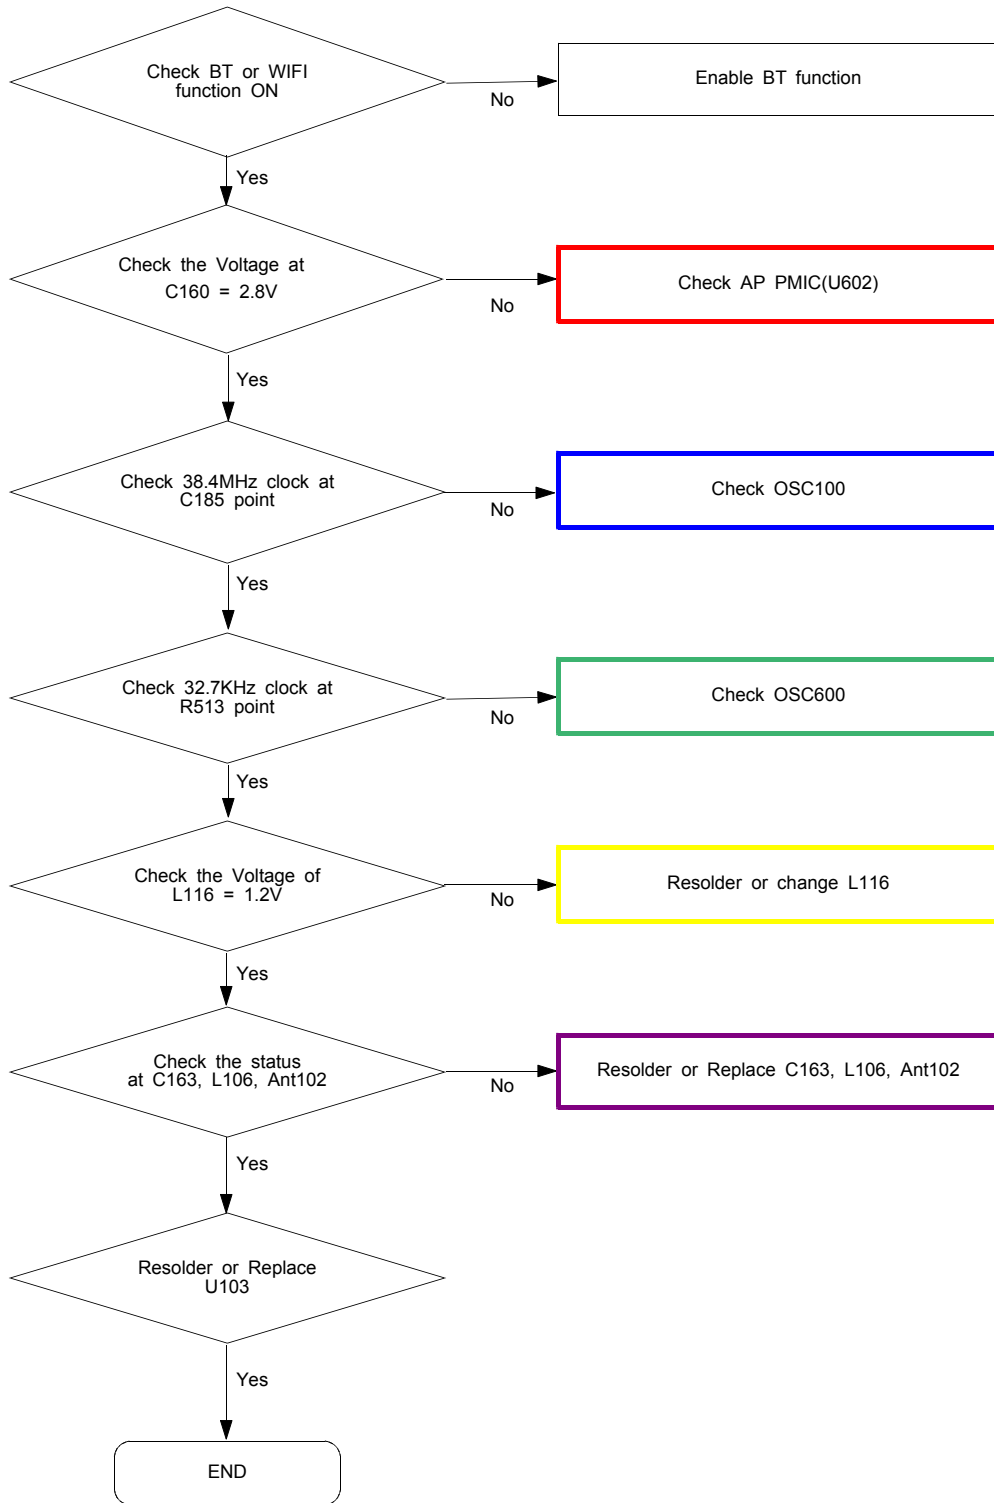 Check BT or WIFI
function ON
No
Enable BT function
Yes
Check the Voltage at
C160 = 2.8V
No
Check AP PMIC(U602)
Yes
Check 38.4MHz clock at
C185 point
No
Check OSC100
Yes
Check 32.7KHz clock at
R513 point
No
Check OSC600
Yes
Check the Voltage of
L116 = 1.2V
No
Resolder or change L116
Yes
Check the status
at C163, L106, Ant102
No
Resolder or Replace C163, L106, Ant102
Yes
Resolder or Replace
U103
Yes
END